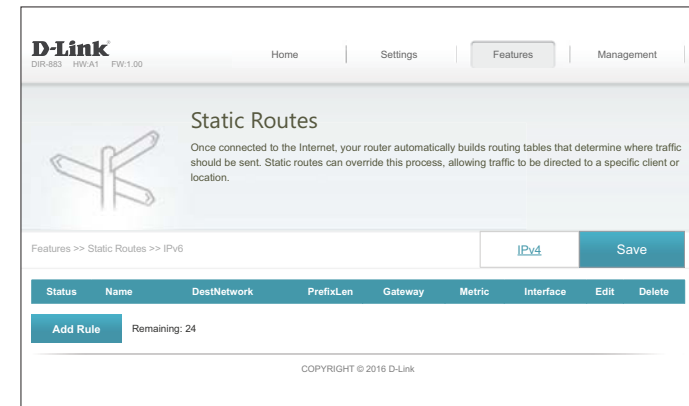 D-Link
DIR-883 HW:A1 FW:1.00
Home Settings Features Management
Static Routes
Once connected to the Internet, your router automatically builds routing tables that determine where traffic
should be sent. Static routes can override this process, allowing traffic to be directed to a specific client or
location.
Features >> Static Routes >> IPv6
IPv4
Save
Status Name DestNetwork PrefixLen Gateway Metric Interface Edit Delete
Add Rule Remaining: 24
COPYRIGHT © 2016 D-Link